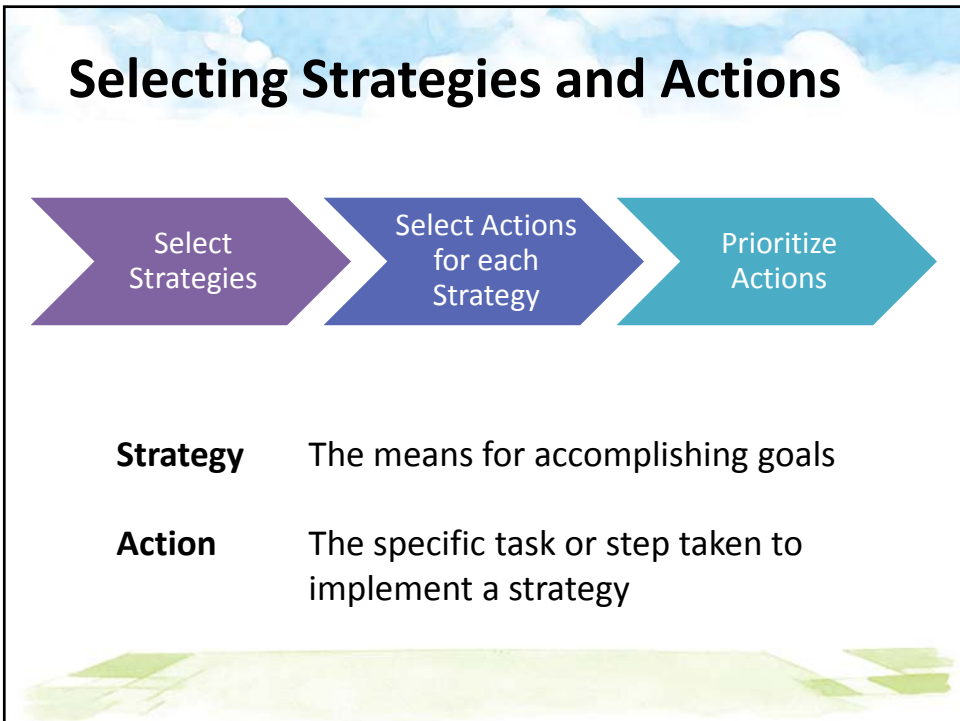 Selecting Strategies and Actions
Select
Strategies
Select Actions
for each
Strategy
Prioritize
Actions
Strategy The means for accomplishing goals
Action The specific task or step taken to
implement a strategy